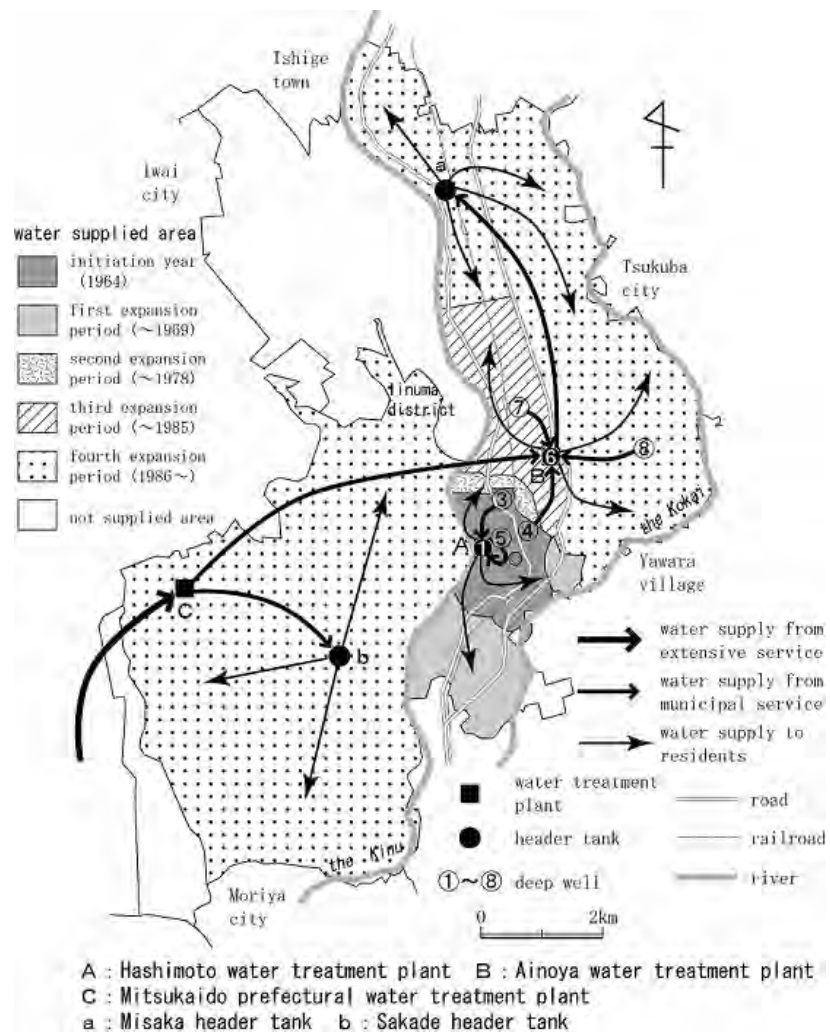 Ishige
town
Iwai
city
a
water supplied area
initiation year
(1964)
Tsukuba
city
first expansion
period (～1969)
second expansion
period (～1978)
Iinuma
district
third expansion
period (～1985)
⑦
6
⑧
B
fourth expansion
period (1986～)
③
the Kokai
④
not supplied area
⑤
A
Yawara
village
C
b
water supply from
extensive service
water supply from
municipal service
water supply to
residents
water treatment
plant
road
header tank
railroad
the Kinu
①～⑧ deep well
river
Moriya
city
0 2km
A : Hashimoto water treatment plant B : Ainoya water treatment plant
C : Mitsukaido prefectural water treatment plant
a : Misaka header tank b : Sakade header tank